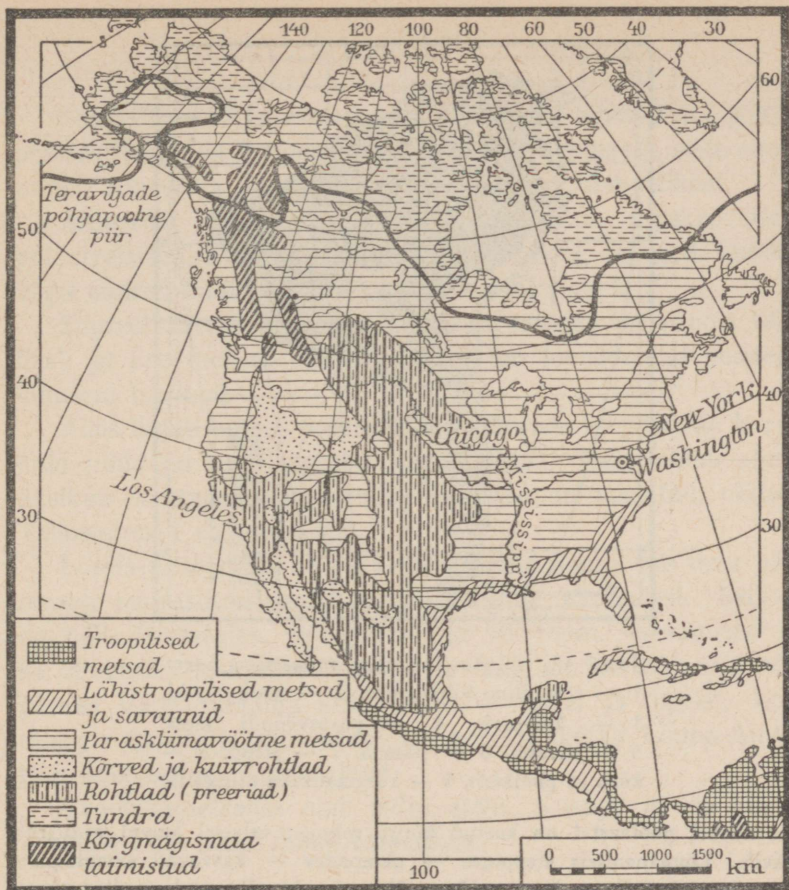 140 120 100 80 60 50 40 30
60
Teraviljade
põhjapoolne
piir
50
40
40
New York
Chicago
Washington
Mississippi
Los Angeles
30
30
Troopilised
metsad
Lähistroopilised metsad
ja savannid
Paraskliimavöötme metsad
Kõrved ja kuivrohtlad
Rohtlad (preeriad)
Tundra
Kõrgmägismaa
taimistud
100
0 500 1000 1500 km